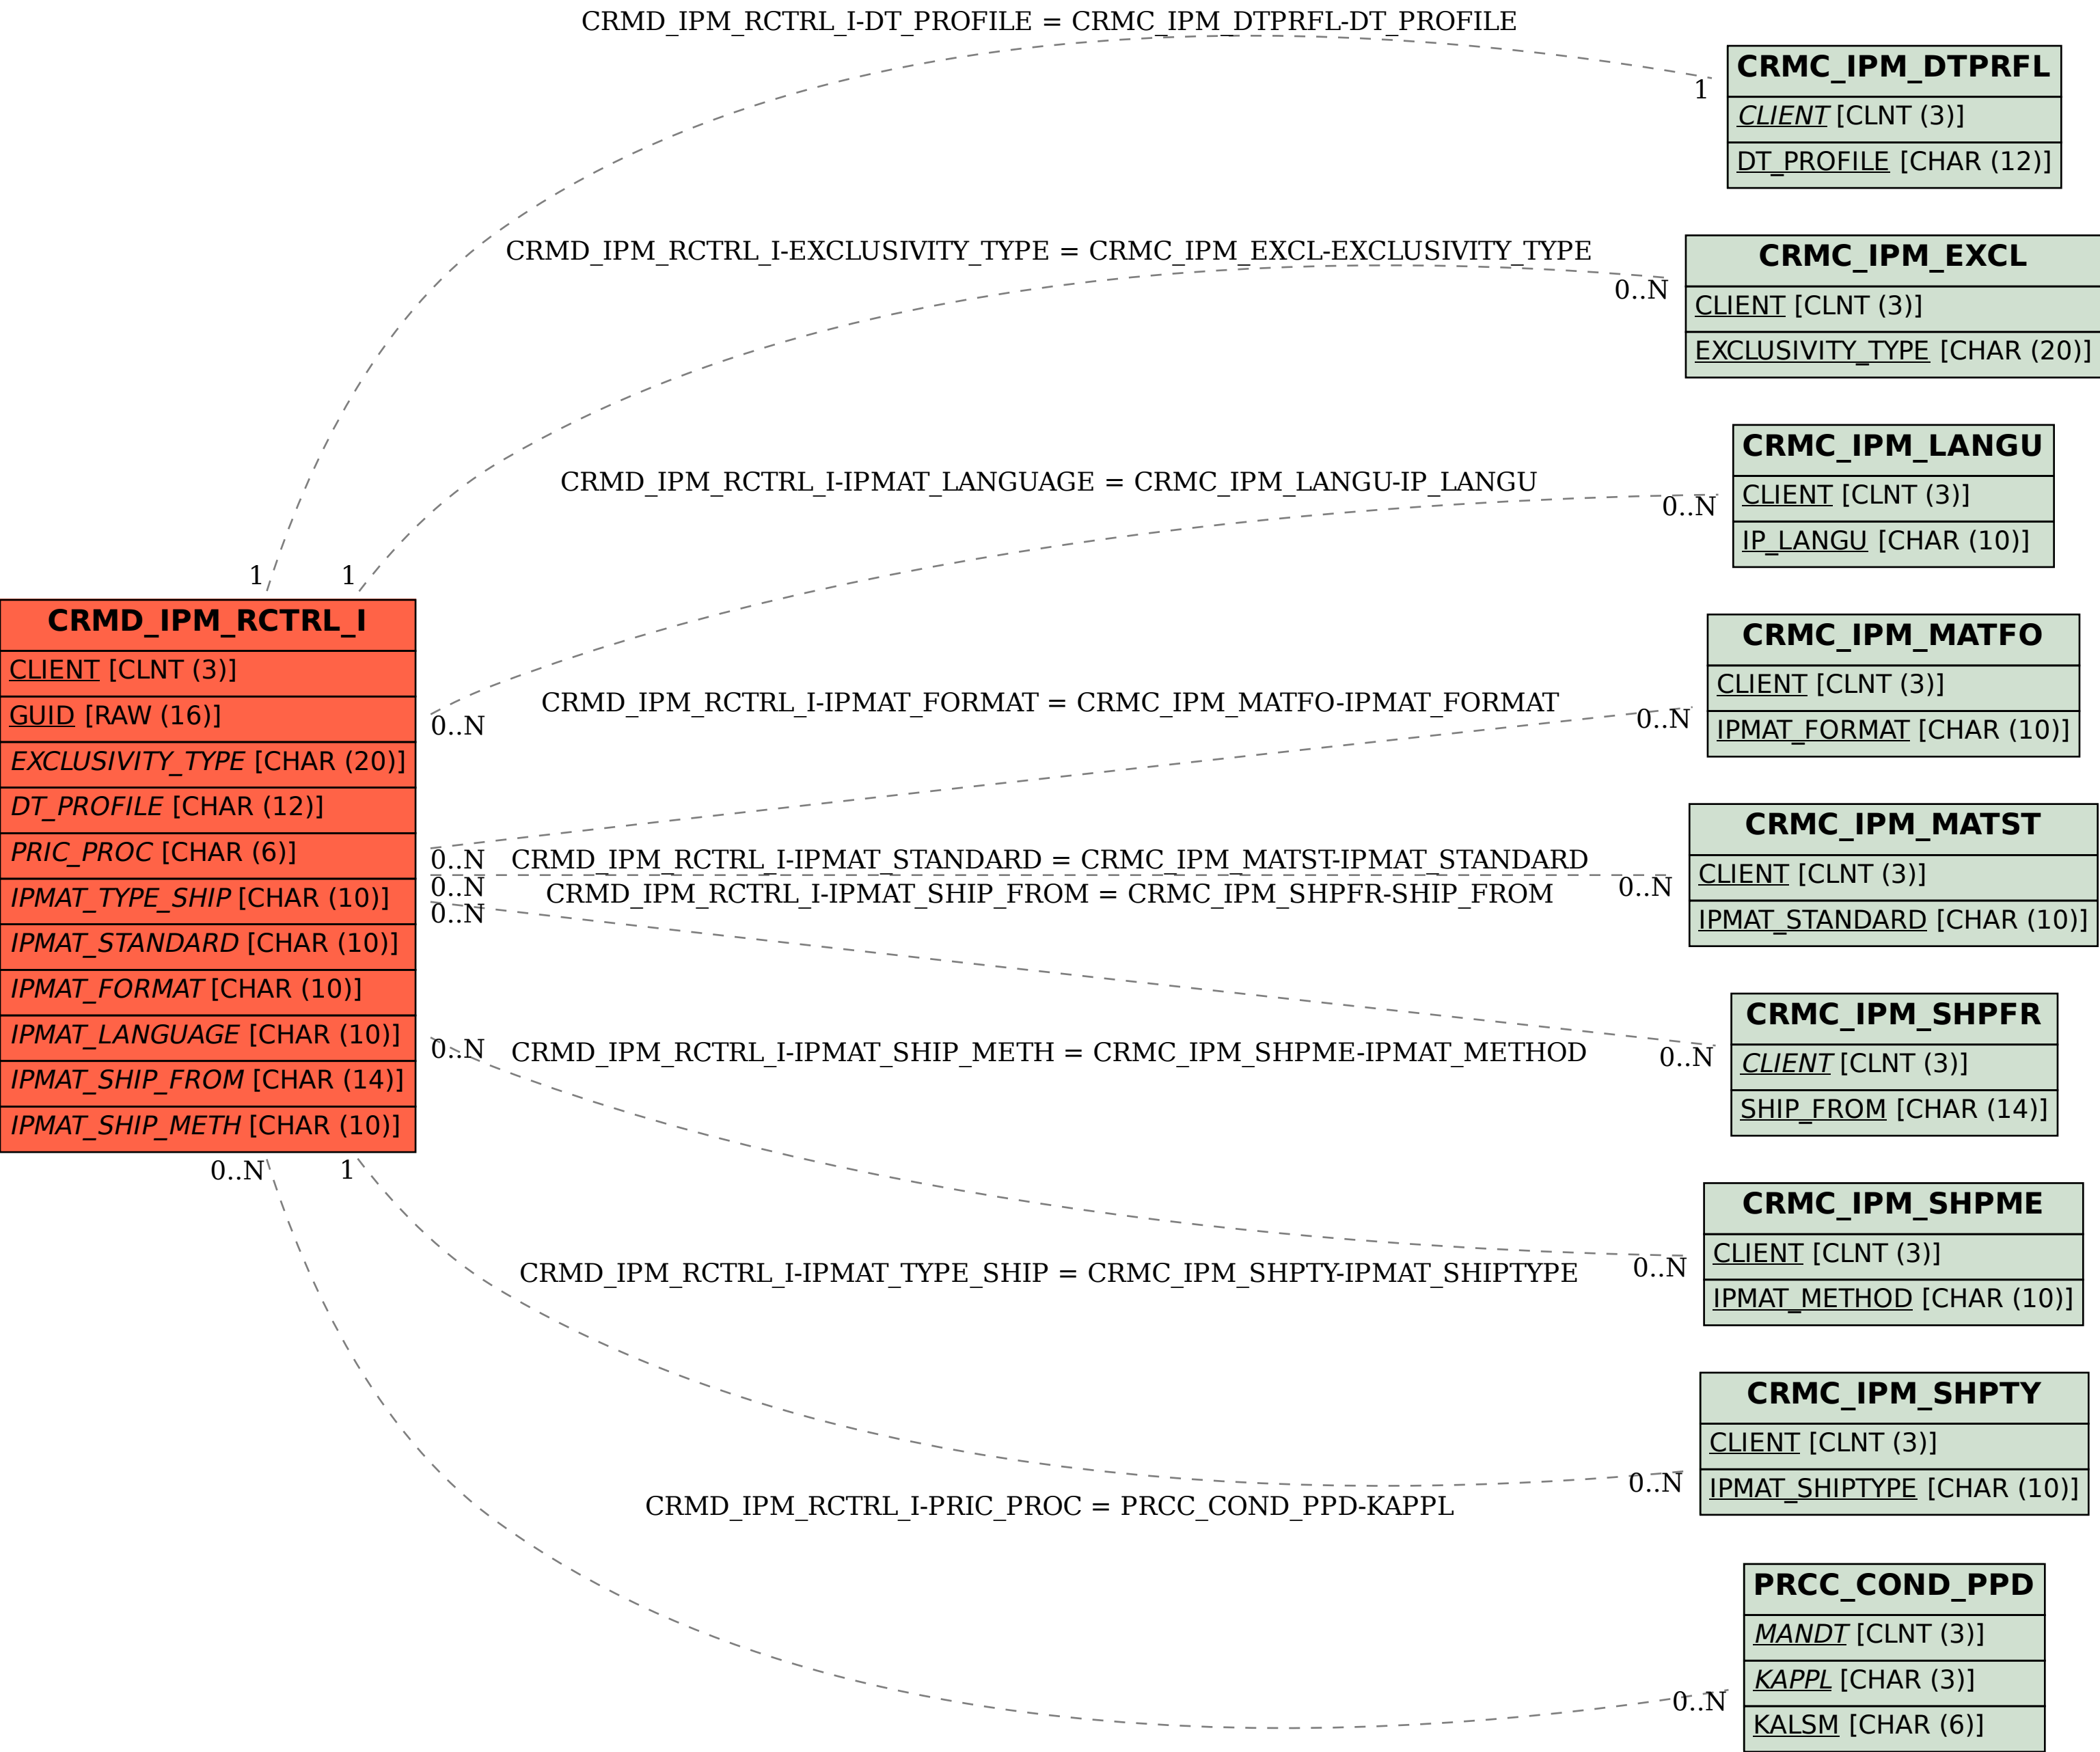 CRMD_IPM_RCTRL_I-DT_PROFILE = CRMC_IPM_DTPRFL-DT_PROFILE
1
CRMC_IPM_DTPRFL
CLIENT [CLNT (3)]
DT_PROFILE [CHAR (12)]
CRMD_IPM_RCTRL_I-EXCLUSIVITY_TYPE = CRMC_IPM_EXCL-EXCLUSIVITY_TYPE
0..N
CRMC_IPM_EXCL
CLIENT [CLNT (3)]
EXCLUSIVITY_TYPE [CHAR (20)]
CRMD_IPM_RCTRL_I-IPMAT_LANGUAGE = CRMC_IPM_LANGU-IP_LANGU
0..N
CRMC_IPM_LANGU
CLIENT [CLNT (3)]
IP_LANGU [CHAR (10)]
1
1
CRMD_IPM_RCTRL_I
CLIENT [CLNT (3)]
GUID [RAW (16)]
EXCLUSIVITY_TYPE [CHAR (20)]
DT_PROFILE [CHAR (12)]
PRIC_PROC [CHAR (6)]
IPMAT_TYPE_SHIP [CHAR (10)]
IPMAT_STANDARD [CHAR (10)]
IPMAT_FORMAT [CHAR (10)]
IPMAT_LANGUAGE [CHAR (10)]
IPMAT_SHIP_FROM [CHAR (14)]
IPMAT_SHIP_METH [CHAR (10)]
0..N
CRMD_IPM_RCTRL_I-IPMAT_FORMAT = CRMC_IPM_MATFO-IPMAT_FORMAT
0..N
CRMC_IPM_MATFO
CLIENT [CLNT (3)]
IPMAT_FORMAT [CHAR (10)]
0..N
CRMD_IPM_RCTRL_I-IPMAT_STANDARD = CRMC_IPM_MATST-IPMAT_STANDARD
0..N
0..N
CRMC_IPM_MATST
CLIENT [CLNT (3)]
IPMAT_STANDARD [CHAR (10)]
CRMD_IPM_RCTRL_I-IPMAT_SHIP_FROM = CRMC_IPM_SHPFR-SHIP_FROM
0..N
0..N
CRMC_IPM_SHPFR
CLIENT [CLNT (3)]
SHIP_FROM [CHAR (14)]
0..N
CRMD_IPM_RCTRL_I-IPMAT_SHIP_METH = CRMC_IPM_SHPME-IPMAT_METHOD
0..N
CRMC_IPM_SHPME
CLIENT [CLNT (3)]
IPMAT_METHOD [CHAR (10)]
0..N
1
CRMD_IPM_RCTRL_I-IPMAT_TYPE_SHIP = CRMC_IPM_SHPTY-IPMAT_SHIPTYPE
0..N
CRMC_IPM_SHPTY
CLIENT [CLNT (3)]
IPMAT_SHIPTYPE [CHAR (10)]
CRMD_IPM_RCTRL_I-PRIC_PROC = PRCC_COND_PPD-KAPPL
0..N
PRCC_COND_PPD
MANDT [CLNT (3)]
KAPPL [CHAR (3)]
KALSM [CHAR (6)]